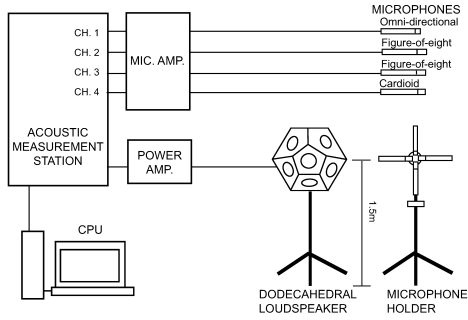 MICROPHONES
Omni-directional
CH. 1
Figure-of-eight
CH. 2
MIC. AMP.
Figure-of-eight
CH. 3
Cardioid
CH. 4
ACOUSTIC
MEASUREMENT
STATION
POWER
AMP.
1.5m
CPU
DODECAHEDRAL
LOUDSPEAKER
MICROPHONE
HOLDER